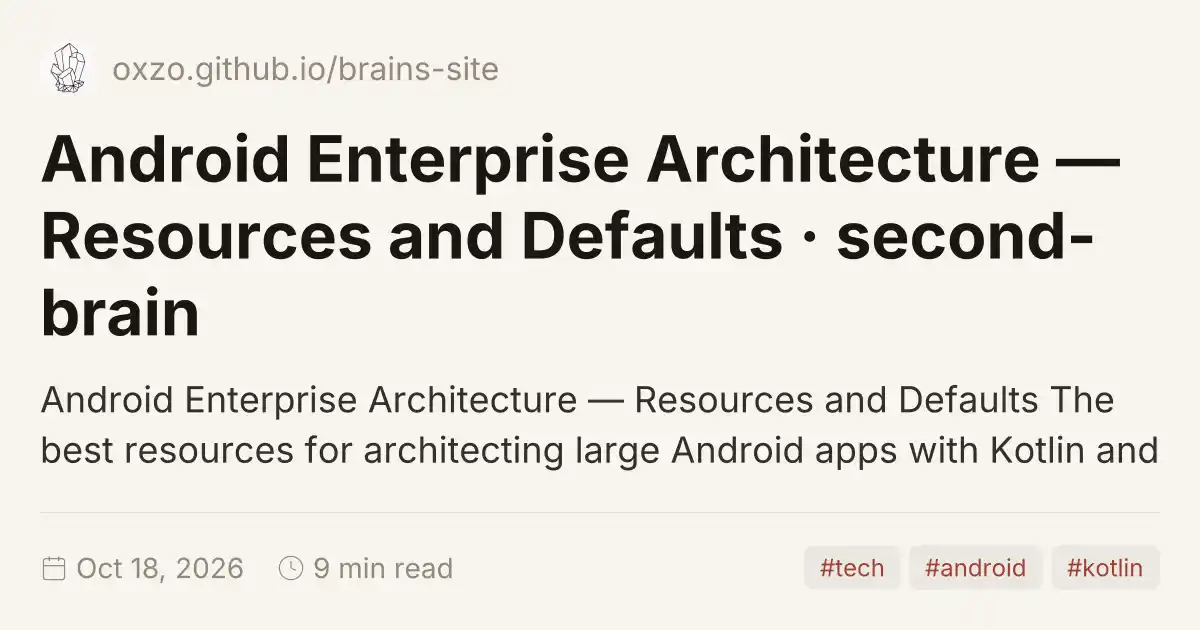 oxzo.github.io/brains-site
Android Enterprise Architecture —
Resources and Defaults · second-
brain
Android Enterprise Architecture — Resources and Defaults The
best resources for architecting large Android apps with Kotlin and
Oct 18, 2026 9 min read #tech #android #kotlin